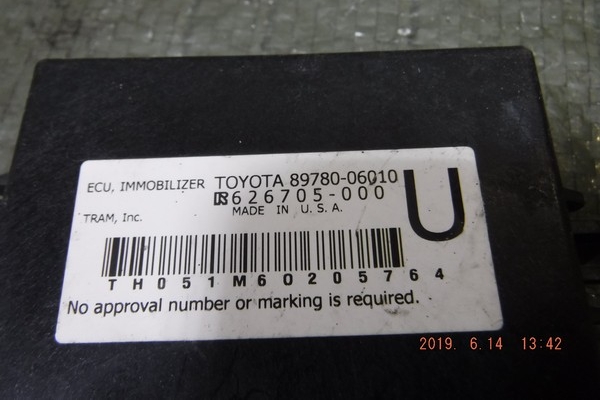 ECU, IMMOBILIZER TOYOTA 89780-06010
626705-000
U
TRAM, Inc. MADE IN U.S.A.
TH051M60205764
No approval number or marking is required.
2019. 6.14 13:42